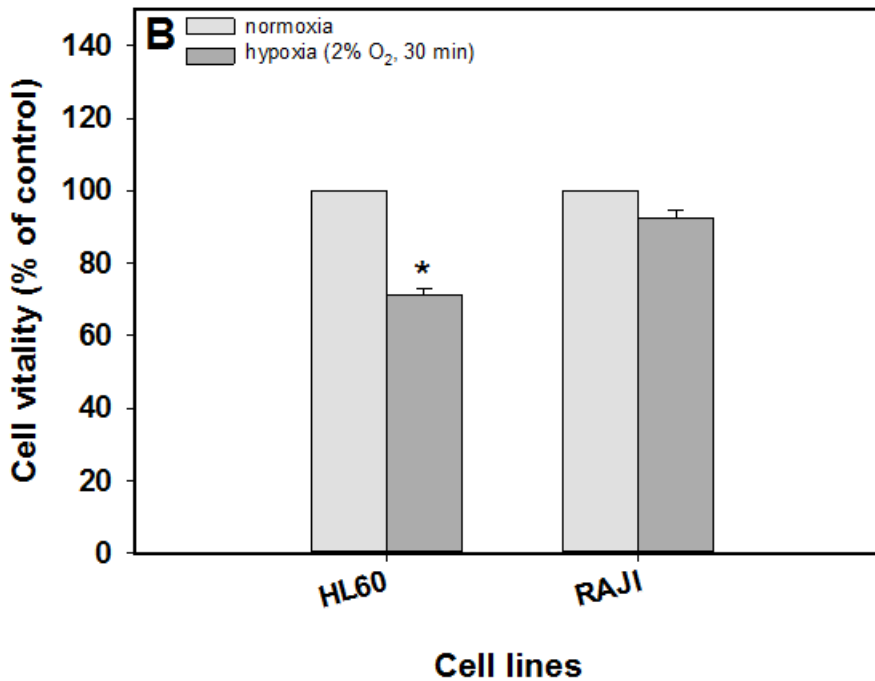 B
normoxia
hypoxia (2% O₂, 30 min)
Cell vitality (% of control)
140
120
100
80
60
40
20
0
*
HL60
RAJI
Cell lines